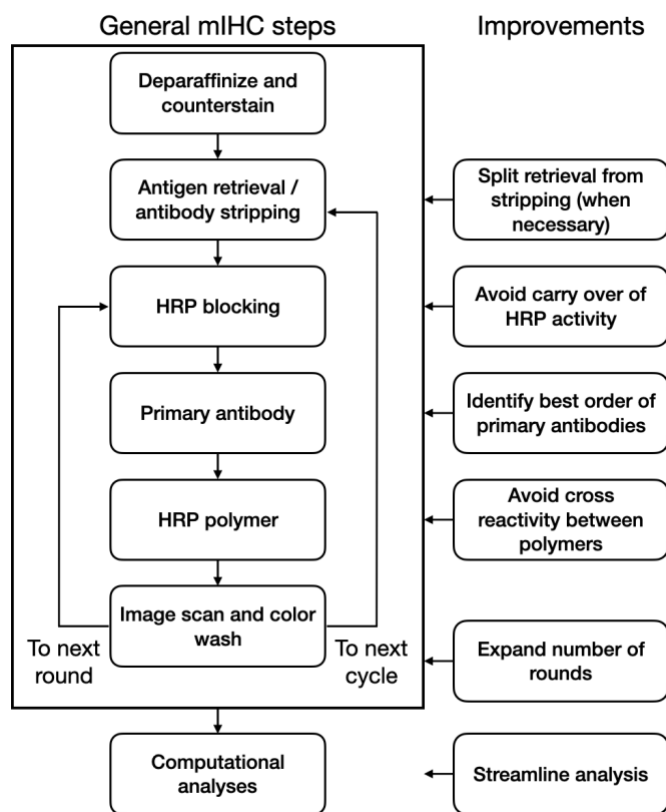 General mIHC steps
Improvements
Deparaffinize and
counterstain
Antigen retrieval /
antibody stripping
Split retrieval from
stripping (when
necessary)
HRP blocking
Avoid carry over of
HRP activity
Primary antibody
Identify best order of
primary antibodies
HRP polymer
Avoid cross
reactivity between
polymers
Image scan and color
wash
To next
round
To next
cycle
Expand number of
rounds
Computational
analyses
Streamline analysis